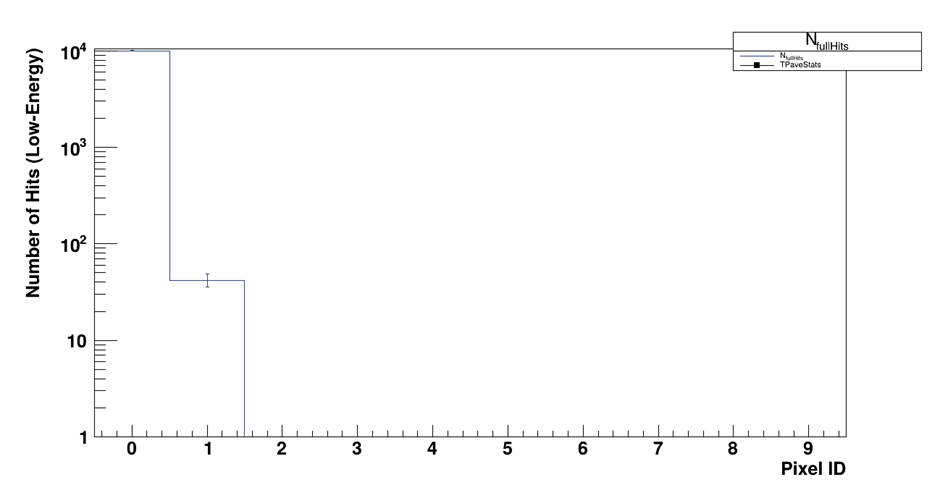 N_fullHits
N_fullHits
TPaveStats
Number of Hits (Low-Energy)
10^4
10^3
10^2
10
1
0 1 2 3 4 5 6 7 8 9
Pixel ID